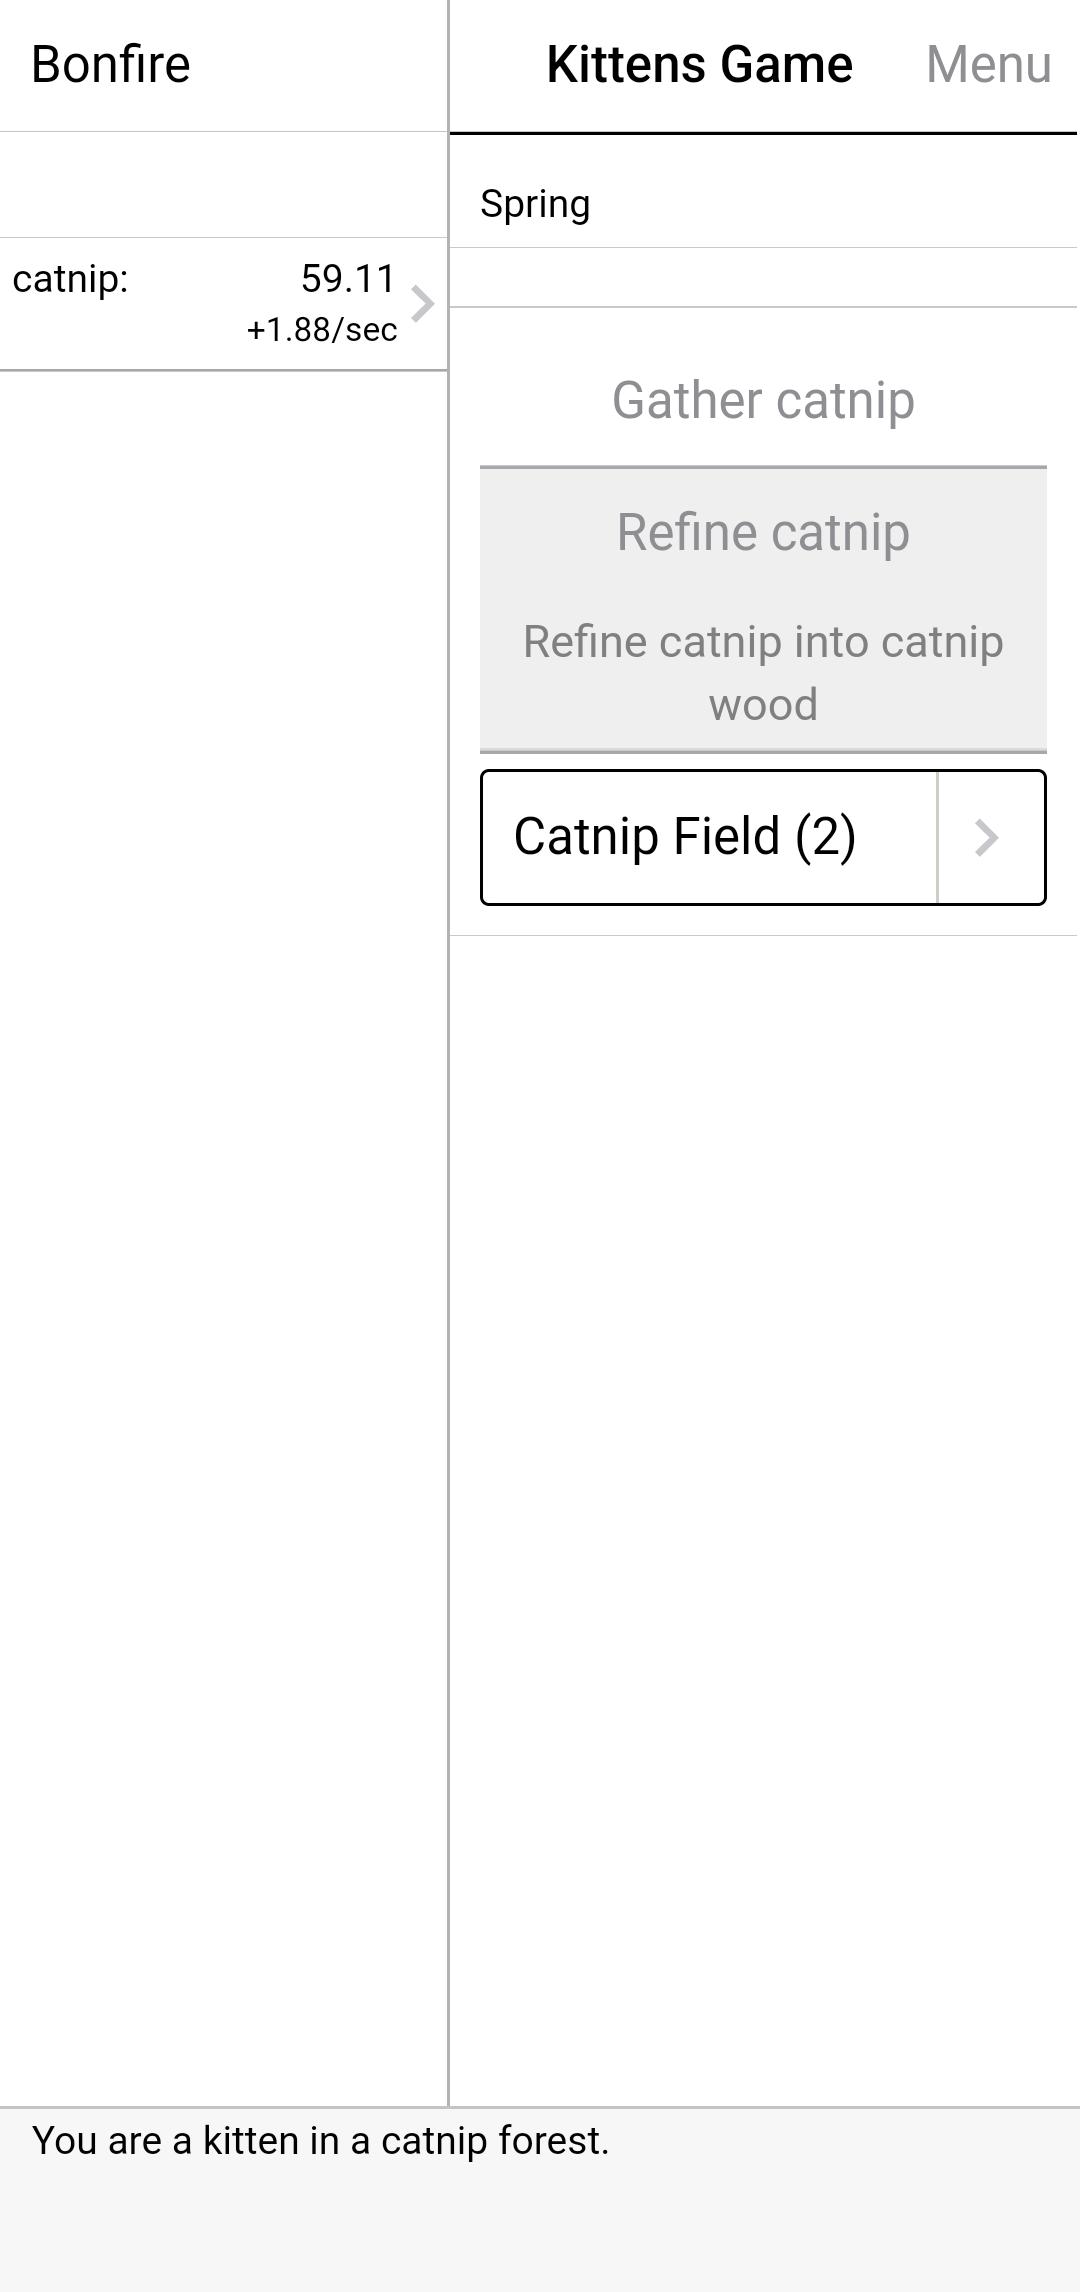 Bonfire
Kittens Game
Menu
catnip:
59.11
+1.88/sec
Spring
Gather catnip
Refine catnip
Refine catnip into catnip
wood
Catnip Field (2)
You are a kitten in a catnip forest.